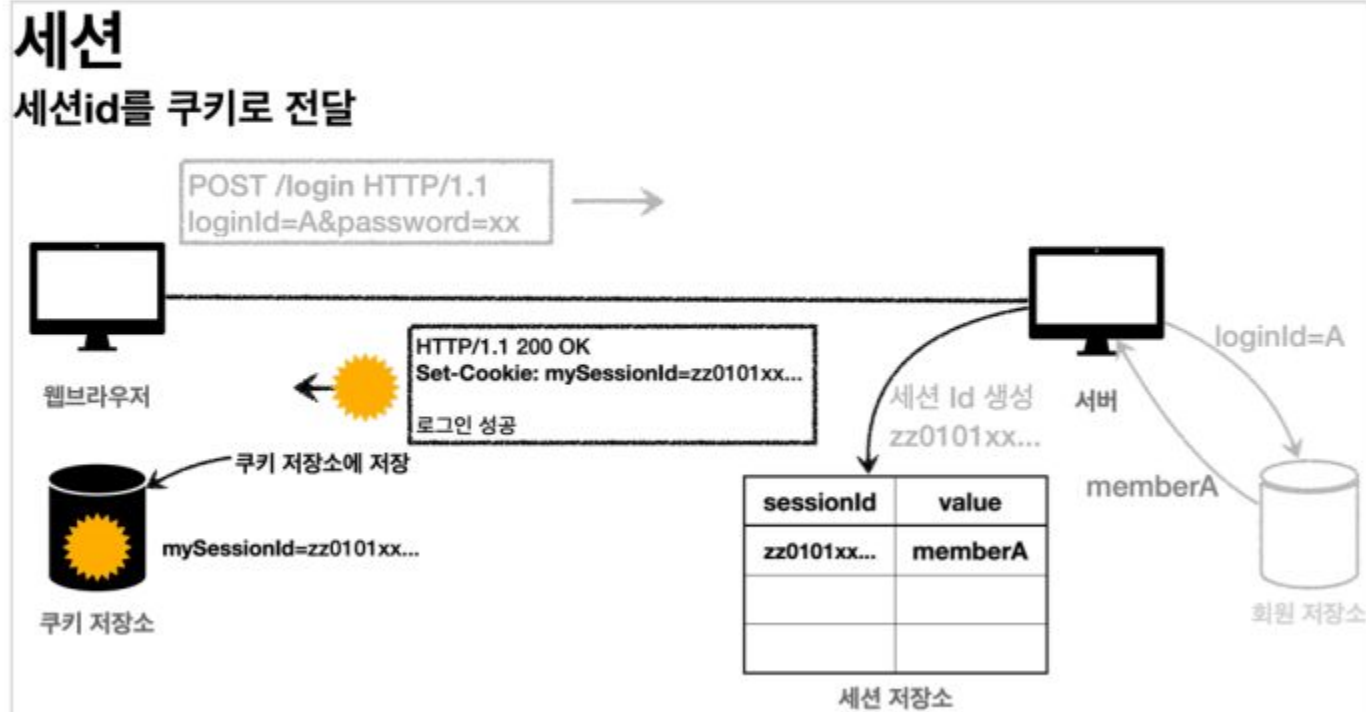 세션
세션id를 쿠키로 전달
POST /login HTTP/1.1
loginId=A&password=xx
HTTP/1.1 200 OK
Set-Cookie: mySessionId=zz0101xx...
로그인 성공
웹브라우저
쿠키 저장소에 저장
mySessionId=zz0101xx...
쿠키 저장소
세션 Id 생성
zz0101xx...
서버
loginId=A
memberA
회원 저장소
sessionId value
zz0101xx... memberA
세션 저장소